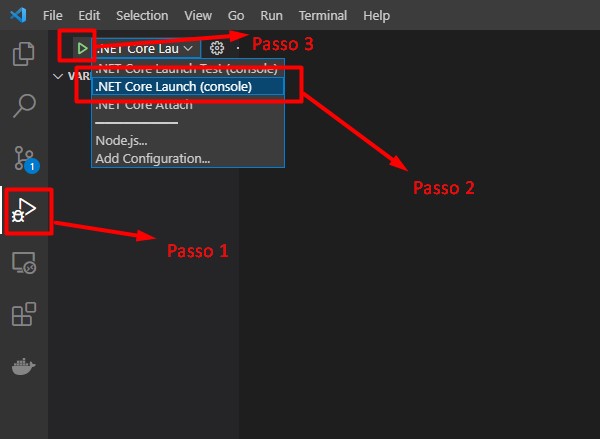 File Edit Selection View Go Run Terminal Help
.NET Core Lau
Passo 3
VAR
.NET Core Launch Test (console)
.NET Core Launch (console)
.NET Core Attach
Node.js...
Add Configuration...
1
Passo 2
Passo 1